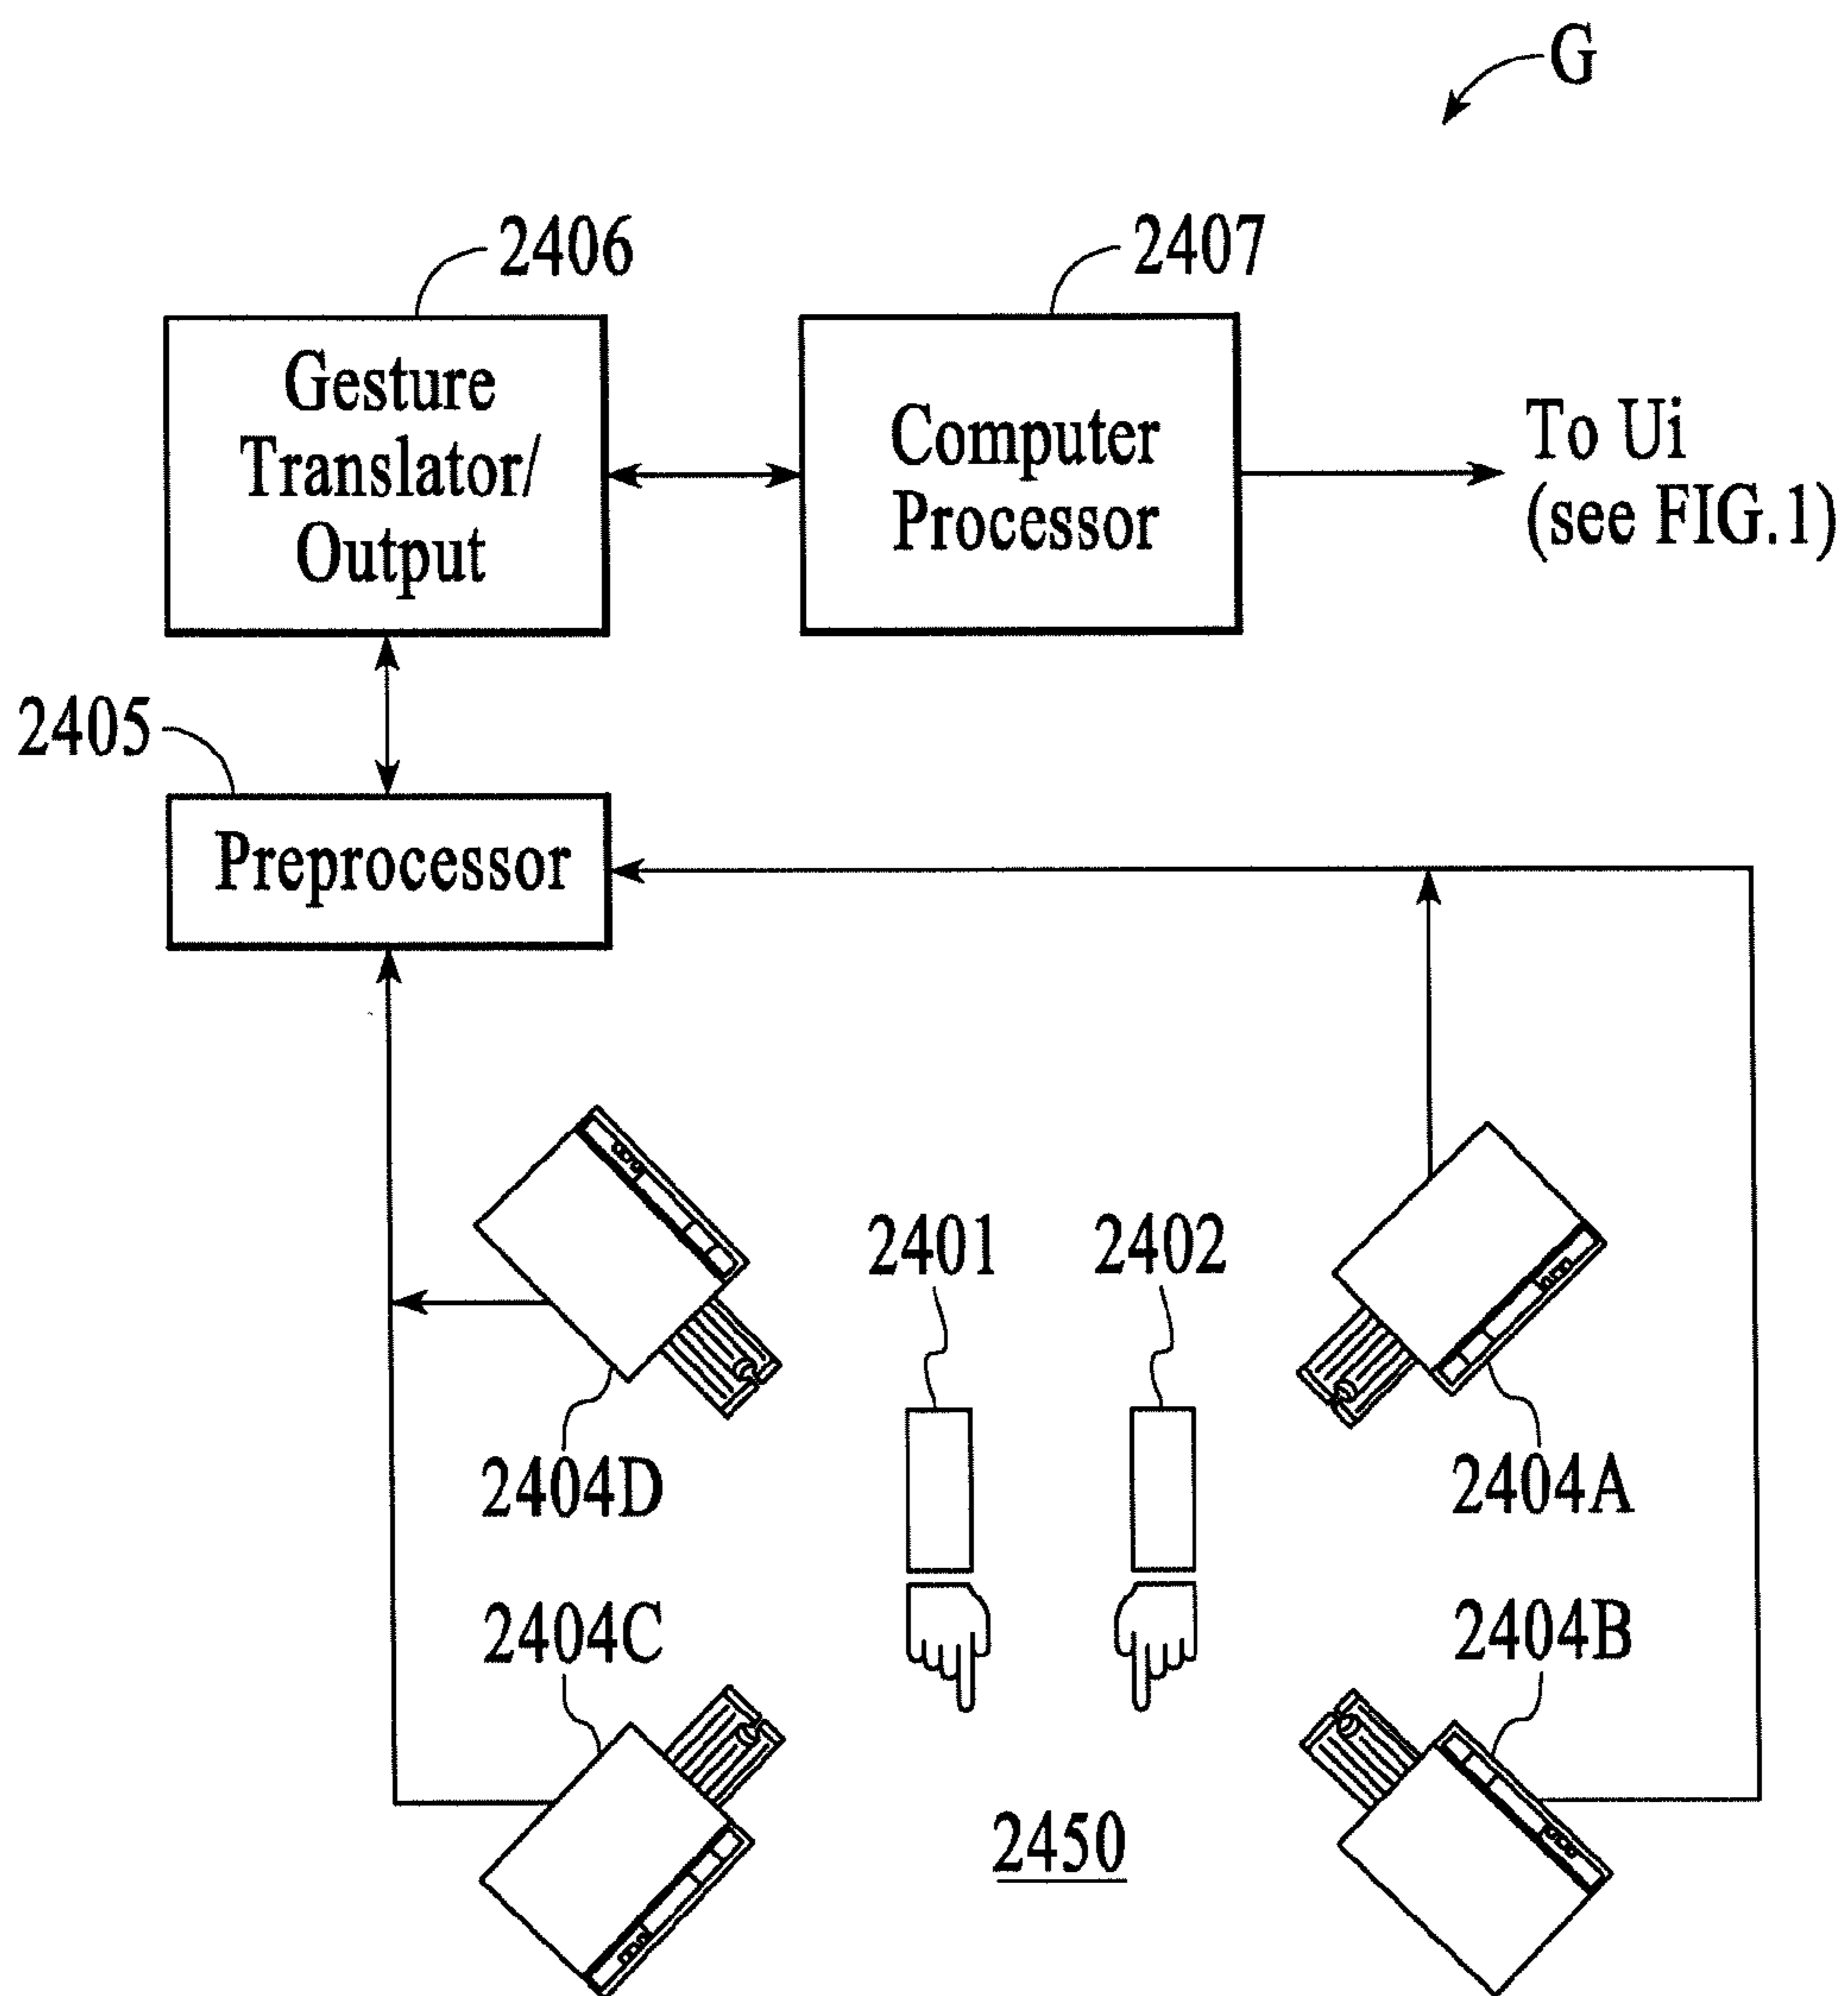 G
2406
2407
Gesture
Translator/
Output
Computer
Processor
To Ui
(see FIG.1)
2405
Preprocessor
2401
2402
2404D
2404A
2404C
2404B
2450